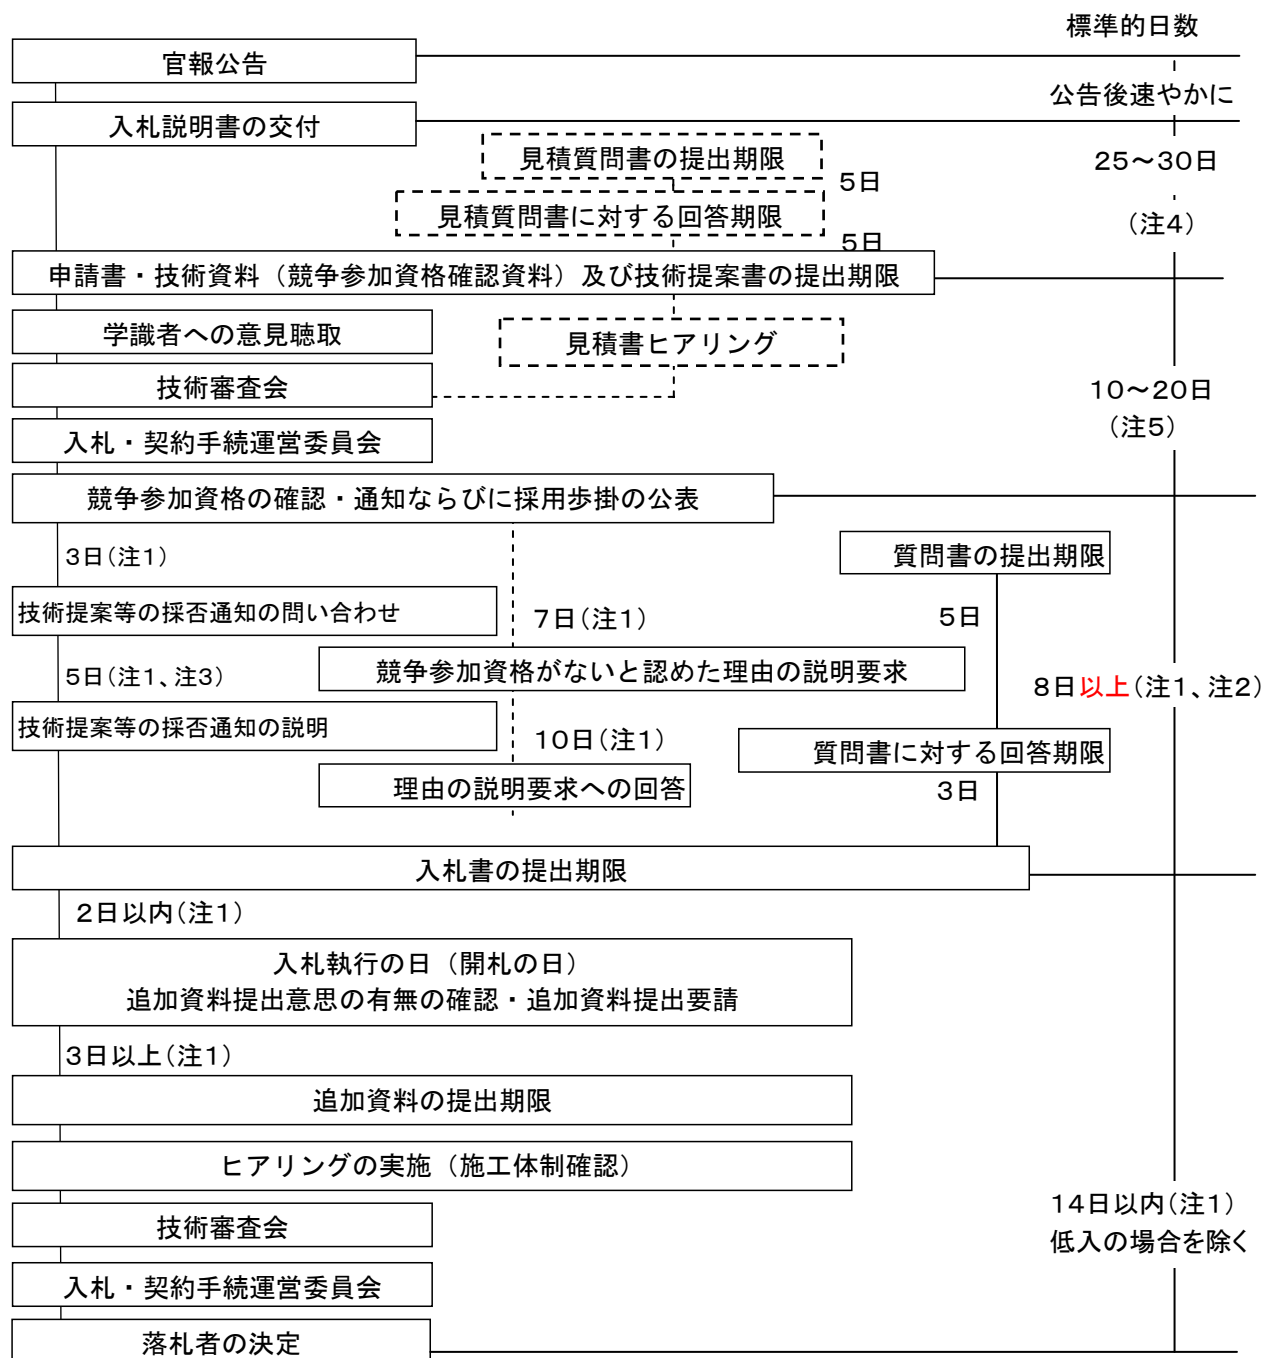 標準的日数
官報公告
公告後速やかに
入札説明書の交付
見積質問書の提出期限
25～30日
5日
見積質問書に対する回答期限
(注4)
5日
申請書・技術資料（競争参加資格確認資料）及び技術提案書の提出期限
学識者への意見聴取
見積書ヒアリング
技術審査会
10～20日
(注5)
入札・契約手続運営委員会
競争参加資格の確認・通知ならびに採用歩掛の公表
3日(注1)
質問書の提出期限
技術提案等の採否通知の問い合わせ
7日(注1)
5日
競争参加資格がないと認めた理由の説明要求
5日(注1、注3)
8日以上(注1、注2)
技術提案等の採否通知の説明
10日(注1)
質問書に対する回答期限
理由の説明要求への回答
3日
入札書の提出期限
2日以内(注1)
入札執行の日（開札の日）
追加資料提出意思の有無の確認・追加資料提出要請
3日以上(注1)
追加資料の提出期限
ヒアリングの実施（施工体制確認）
14日以内(注1)
技術審査会
低入の場合を除く
入札・契約手続運営委員会
落札者の決定